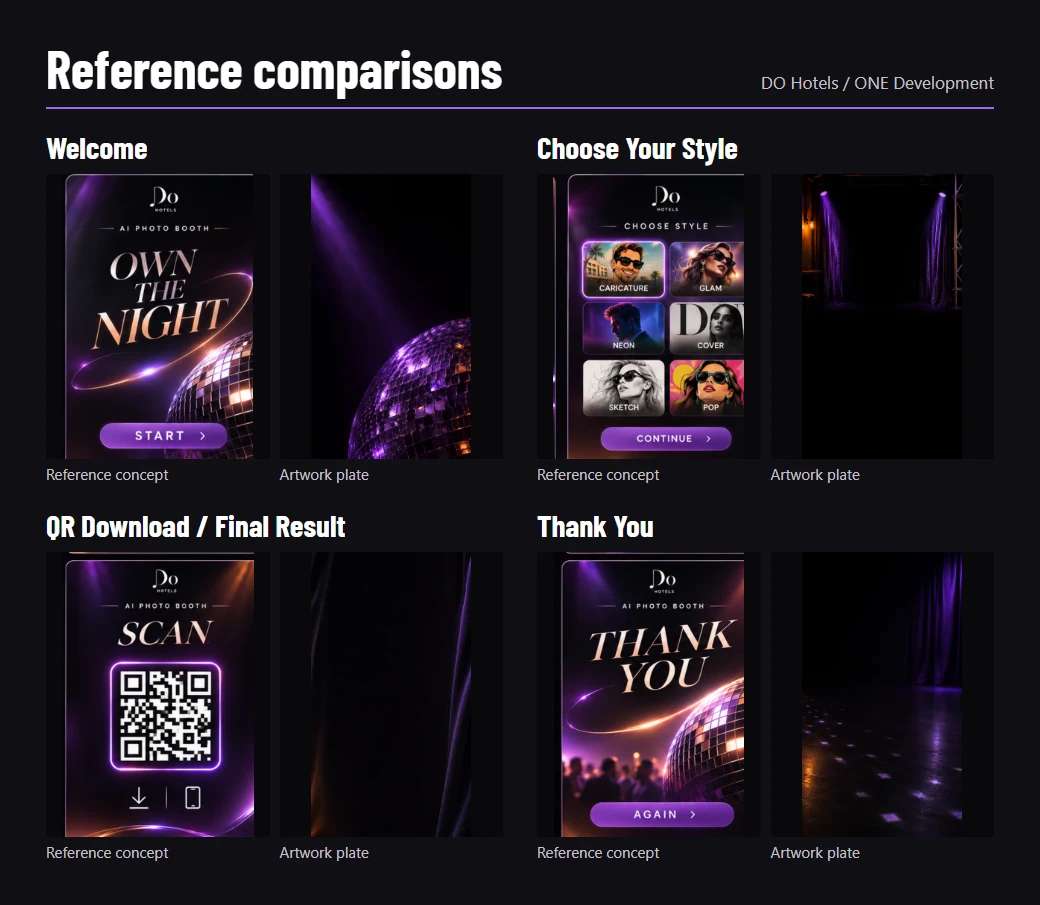 Reference comparisons
DO Hotels / ONE Development
Welcome
Do
HOTELS
AI PHOTO BOOTH
OWN
THE
NIGHT
START
Reference concept
Artwork plate
Choose Your Style
Do
HOTELS
CHOOSE STYLE
CARICATURE
GLAM
NEON
DO
COVER
SKETCH
POP
CONTINUE
Reference concept
Artwork plate
QR Download / Final Result
Do
HOTELS
AI PHOTO BOOTH
SCAN
Reference concept
Artwork plate
Thank You
Do
HOTELS
AI PHOTO BOOTH
THANK
YOU
AGAIN
Reference concept
Artwork plate